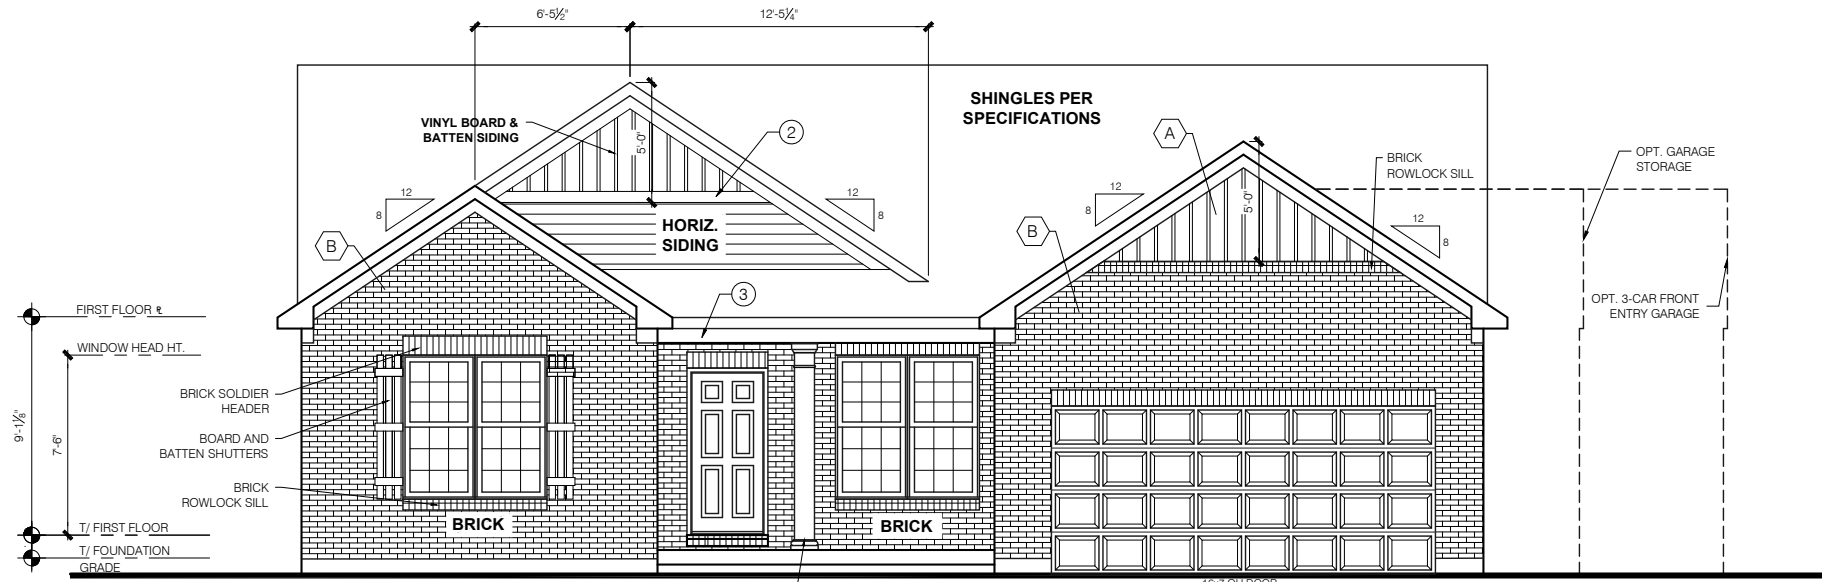 6'-5½"
12'-5¼"
SHINGLES PER
SPECIFICATIONS
VINYL BOARD &
BATTEN SIDING
2
5'-0"
A
BRICK
ROWLOCK SILL
OPT. GARAGE
STORAGE
12
8
12
8
12
8
12
8
5'-0"
HORIZ.
SIDING
B
B
3
OPT. 3-CAR FRONT
ENTRY GARAGE
FIRST FLOOR ℄
WINDOW HEAD HT.
BRICK SOLDIER
HEADER
9'-1⅛"
7'-6"
BOARD AND
BATTEN SHUTTERS
BRICK
ROWLOCK SILL
BRICK
BRICK
T/ FIRST FLOOR
T/ FOUNDATION
GRADE